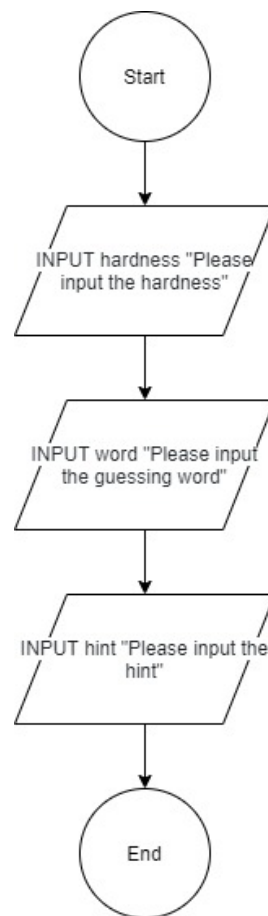 Start
INPUT hardness "Please
input the hardness"
INPUT word "Please input
the guessing word"
INPUT hint "Please input the
hint"
End